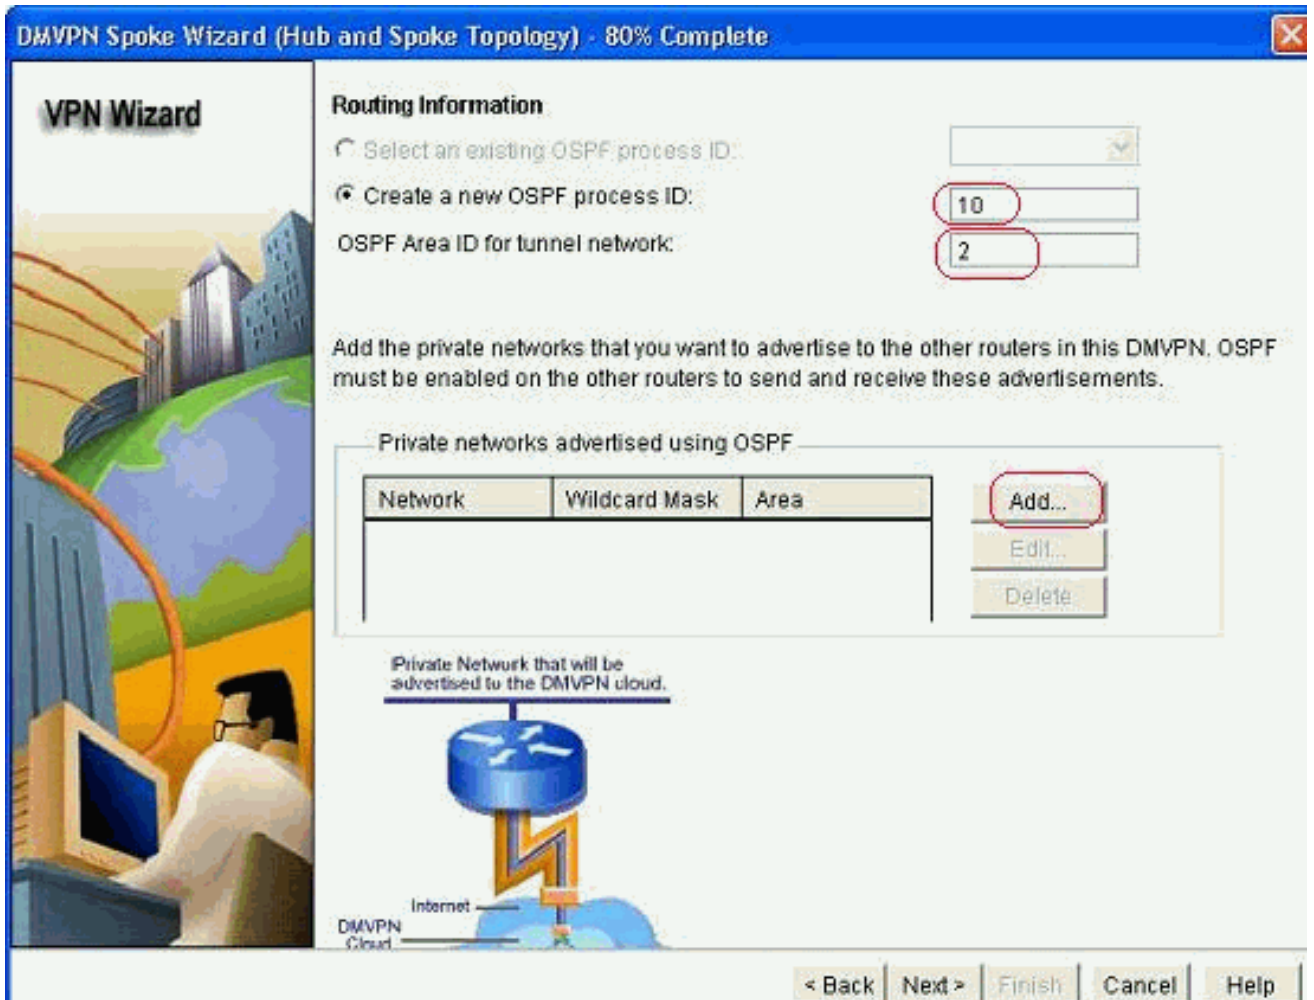 DMVPN Spoke Wizard (Hub and Spoke Topology) - 80% Complete
VPN Wizard
Routing Information
Select an existing OSPF process ID:
Create a new OSPF process ID:
10
OSPF Area ID for tunnel network:
2
Add the private networks that you want to advertise to the other routers in this DMVPN. OSPF
must be enabled on the other routers to send and receive these advertisements.
Private networks advertised using OSPF
Network Wildcard Mask Area
Add...
Edit...
Delete
Private Network that will be
advertised to the DMVPN cloud.
Internet
DMVPN
Cloud
< Back Next > Finish Cancel Help